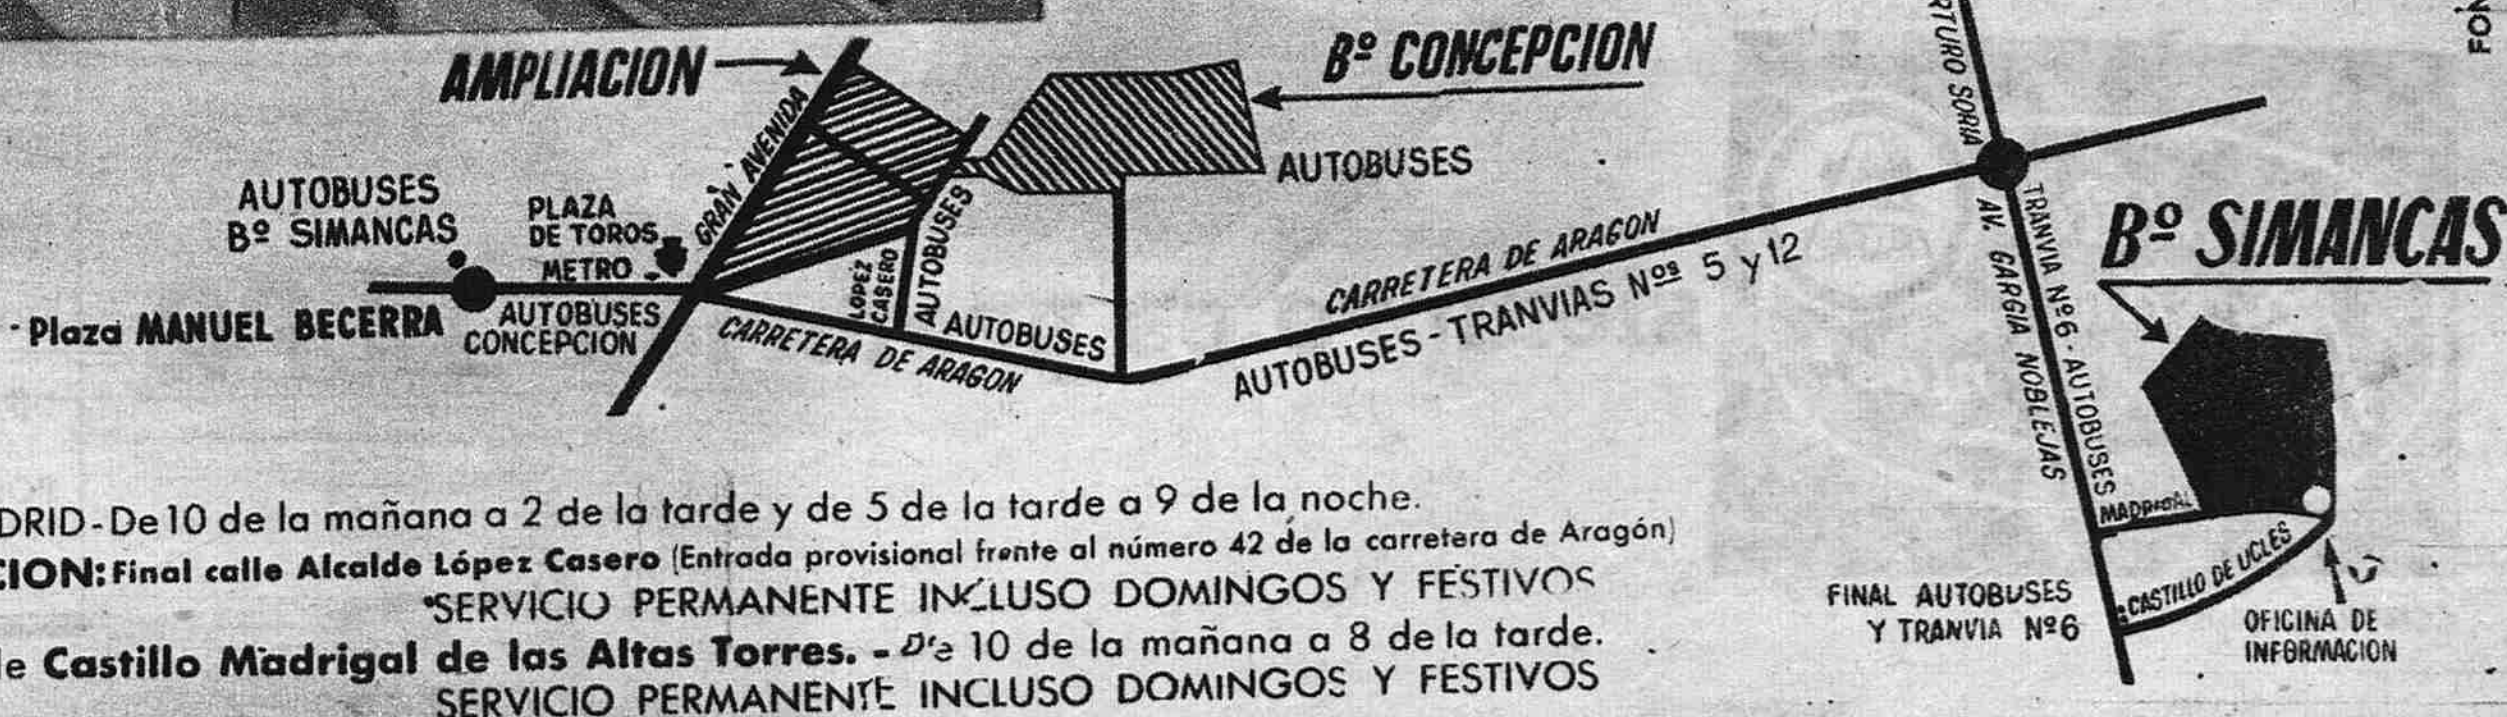 AMPLIACION
Bº CONCEPCION
AUTOBUSES
GRAN AVENIDA
AUTOBUSES
Bº SIMANCAS
PLAZA
DE TOROS
METRO
Plaza MANUEL BECERRA
AUTOBUSES
CONCEPCION
LOPEZ
CASERO
AUTOBUSES
AUTOBUSES
CARRETERA DE ARAGON
CARRETERA DE ARAGON
AUTOBUSES - TRANVIAS Nºs 5 y 12
RTURO SORIA
FON
TRANVIA Nº6 - AUTOBUSES
AV. GARGIA NOBLEJAS
Bº SIMANCAS
MADRIGAL
CASTILLO DE UCLES
FINAL AUTOBUSES
Y TRANVIA Nº6
OFICINA DE
INFORMACION
DRID - De 10 de la mañana a 2 de la tarde y de 5 de la tarde a 9 de la noche.
CION: Final calle Alcalde López Casero (Entrada provisional frente al número 42 de la carretera de Aragón)
SERVICIO PERMANENTE INCLUSO DOMINGOS Y FESTIVOS
le Castillo Madrigal de las Altas Torres. - De 10 de la mañana a 8 de la tarde.
SERVICIO PERMANENTE INCLUSO DOMINGOS Y FESTIVOS